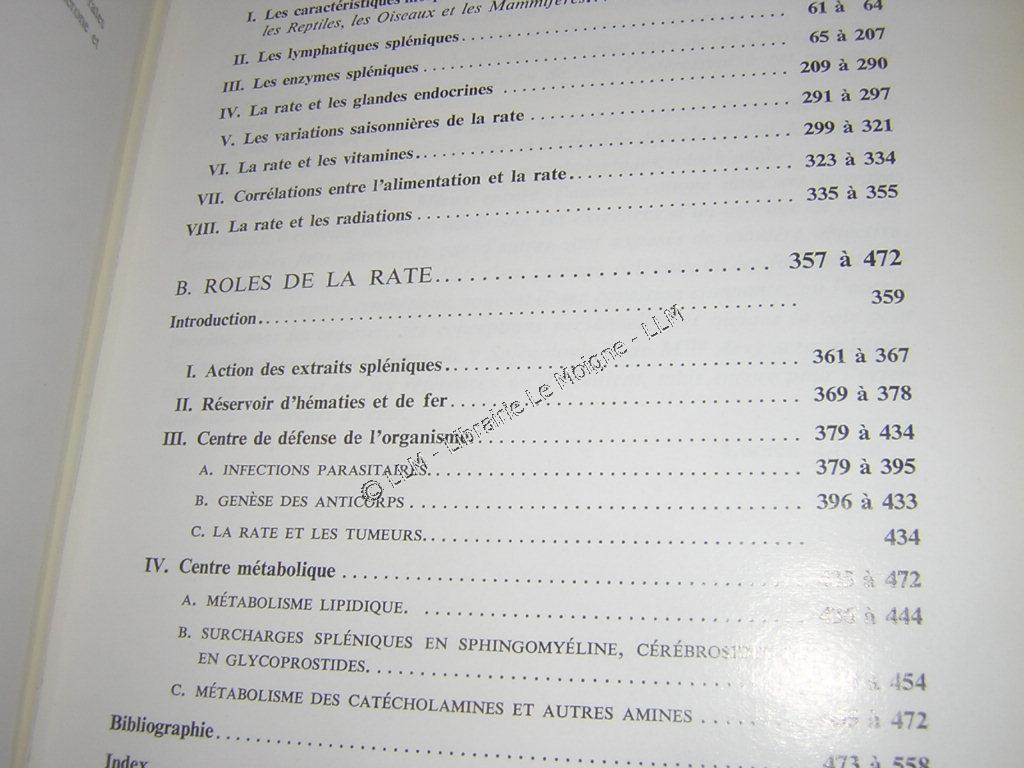 I. Les caractéristiques
les Reptiles, les Oiseaux et les Mammifères... 61 à 64
II. Les lymphatiques spléniques 65 à 207
III. Les enzymes spléniques 209 à 290
IV. La rate et les glandes endocrines 291 à 297
V. Les variations saisonnières de la rate 299 à 321
VI. La rate et les vitamines 323 à 334
VII. Corrélations entre l'alimentation et la rate 335 à 355
VIII. La rate et les radiations
B. ROLES DE LA RATE 357 à 472
Introduction 359
I. Action des extraits spléniques 361 à 367
II. Réservoir d'hématies et de fer 369 à 378
III. Centre de défense de l'organisme 379 à 434
A. INFECTIONS PARASITAIRES 379 à 395
B. GENÈSE DES ANTICORPS 396 à 433
C. LA RATE ET LES TUMEURS 434
IV. Centre métabolique à 472
A. MÉTABOLISME LIPIDIQUE. à 444
B. SURCHARGES SPLÉNIQUES EN SPHINGOMYÉLINE,
EN GLYCOPROSTIDES à 454
C. MÉTABOLISME DES CATÉCHOLAMINES ET AUTRES AMINES à 472
Bibliographie 473 à 558
Index
© LLM - Librairie Le Moigne - LLM